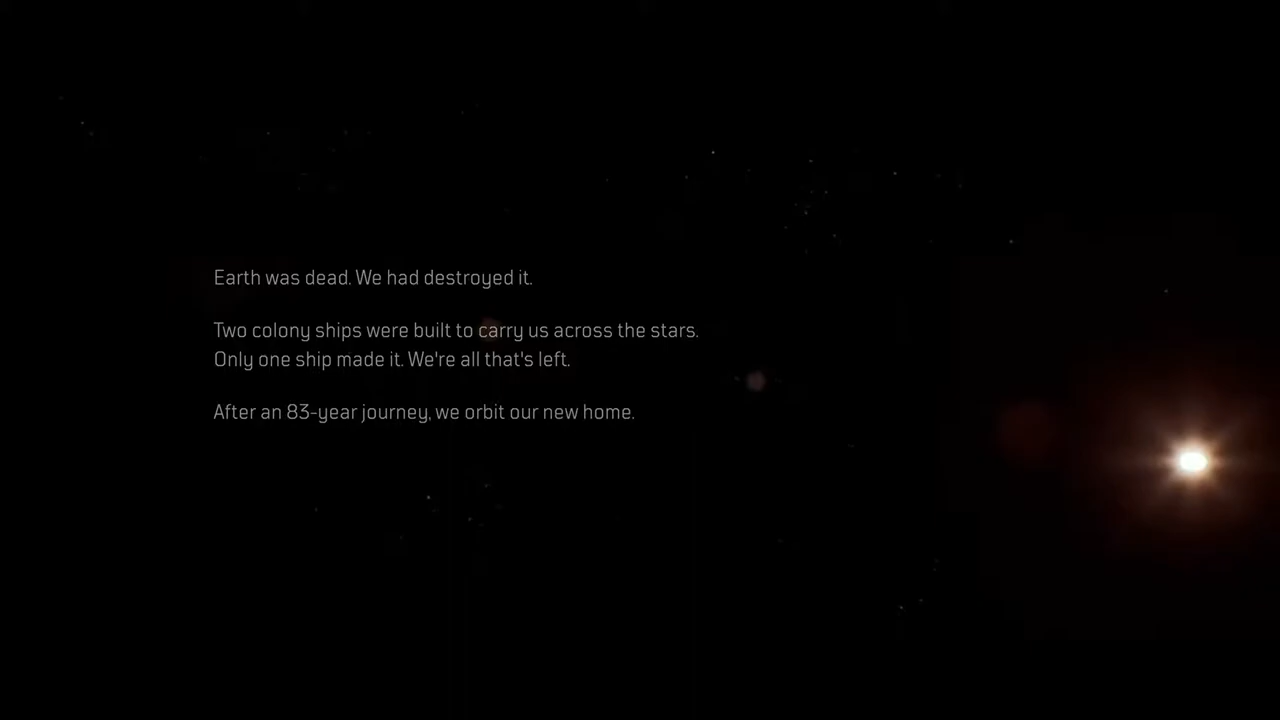 Earth was dead. We had destroyed it.
Two colony ships were built to carry us across the stars.
Only one ship made it. We're all that's left.
After an 83-year journey, we orbit our new home.